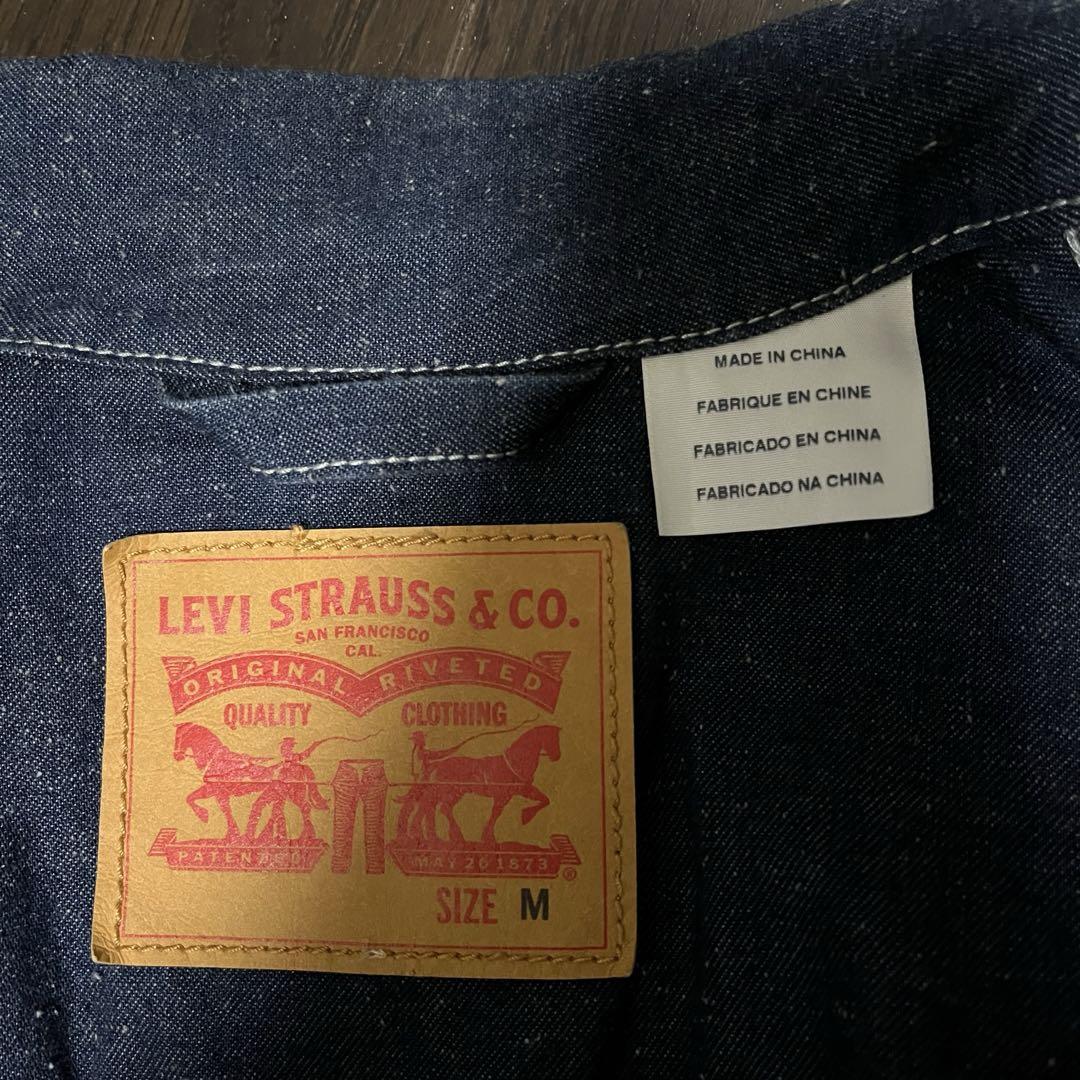 MADE IN CHINA
FABRIQUE EN CHINE
FABRICADO EN CHINA
FABRICADO NA CHINA
LEVI STRAUSS & CO.
SAN FRANCISCO
CAL.
ORIGINAL RIVETED
QUALITY CLOTHING
PATENTED MAY 20 1873 ®
SIZE M